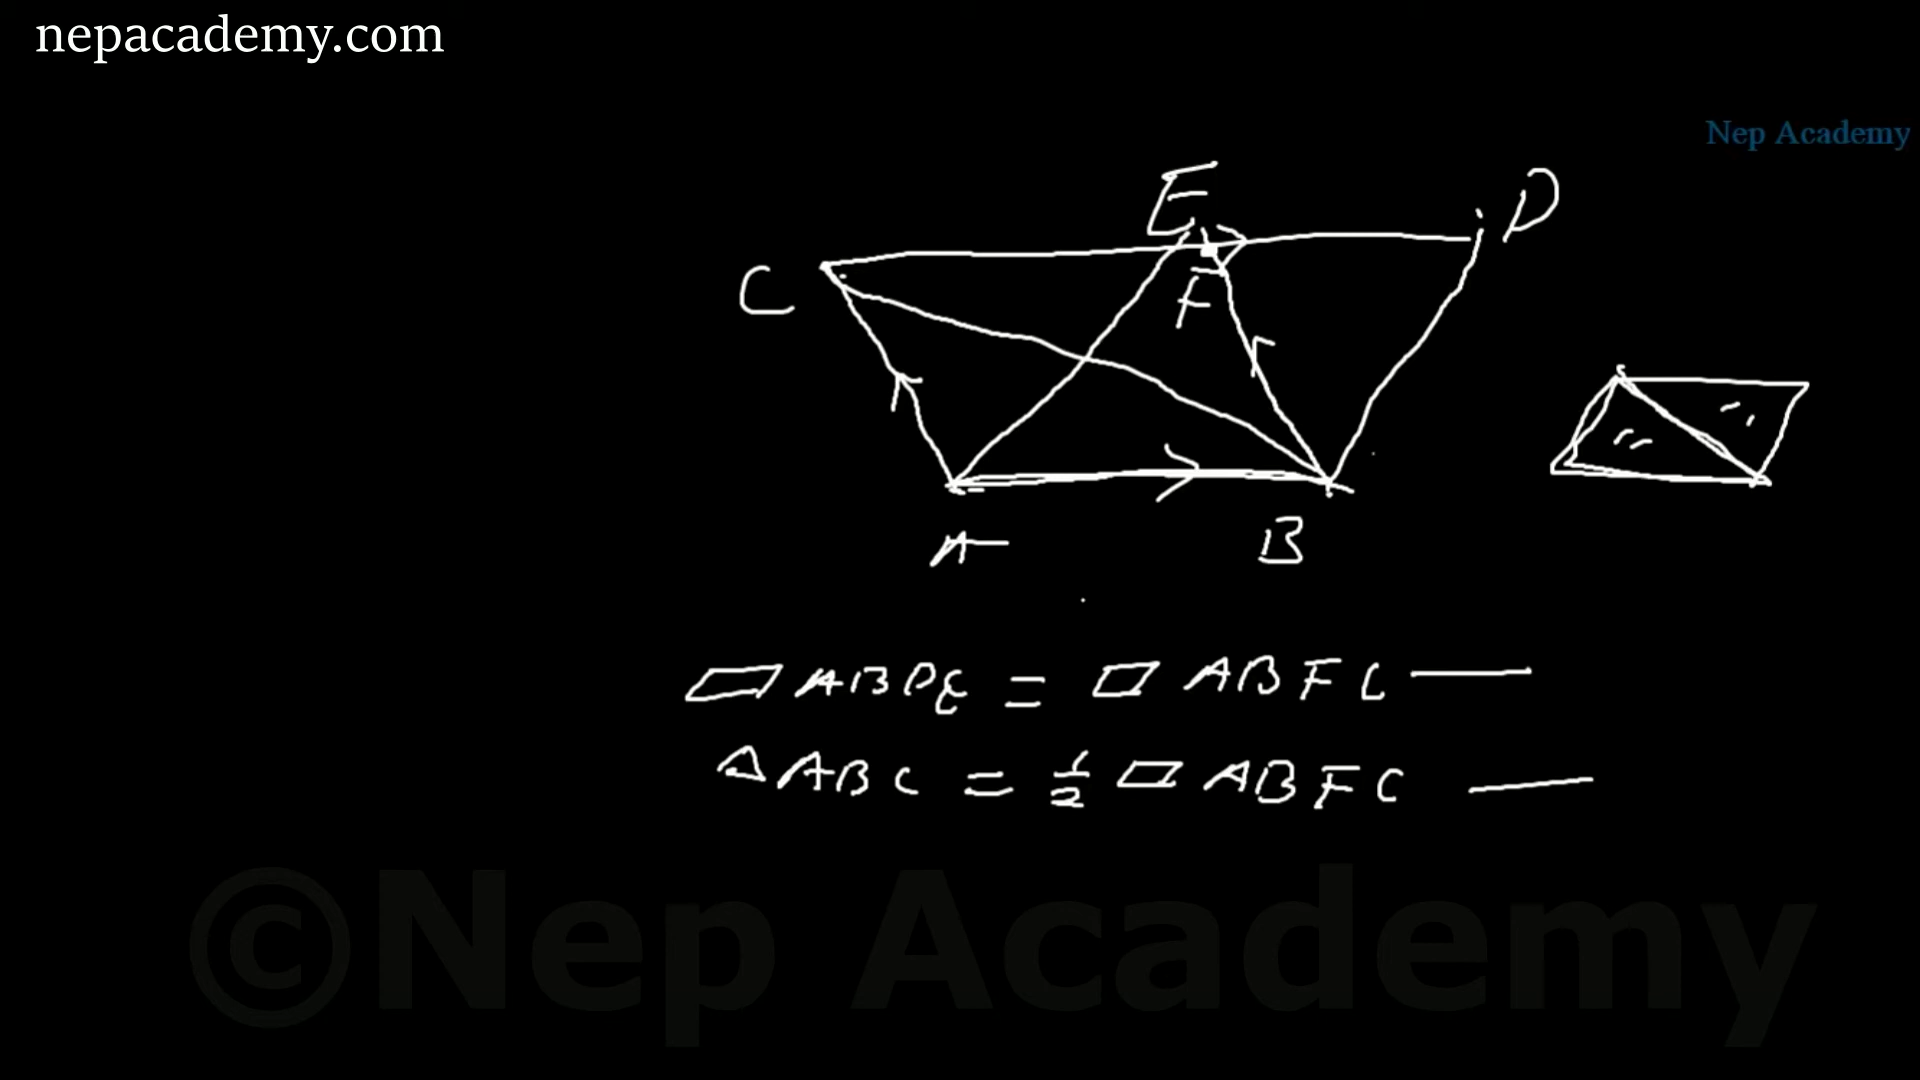 nepacademy.com
Nep Academy
E D
C F
A B
▱ABDE = ▱ABFC
△ABC = 1/2 ▱ABFC
©Nep Academy